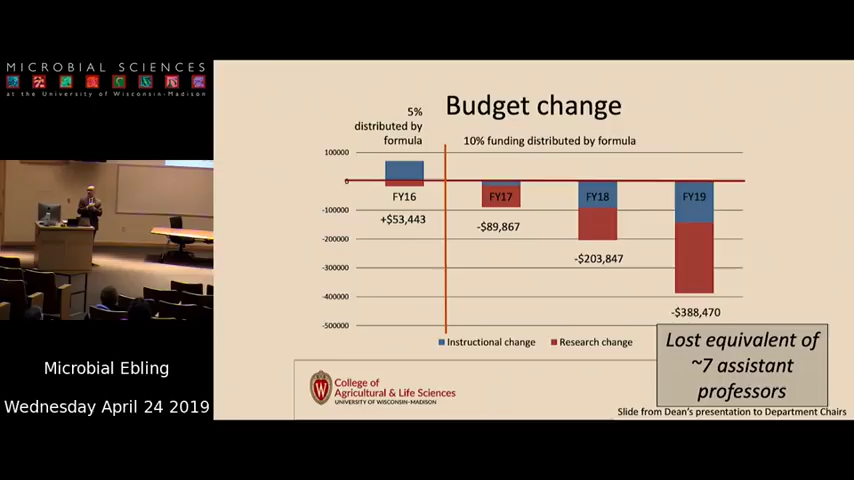 MICROBIAL SCIENCES
at the University of Wisconsin-Madison
Microbial Ebling
Wednesday April 24 2019
Budget change
5%
distributed by
formula
10% funding distributed by formula
100000
0
-100000
-200000
-300000
-400000
-500000
FY16
+$53,443
FY17
-$89,867
FY18
-$203,847
FY19
-$388,470
Instructional change
Research change
Lost equivalent of
~7 assistant
professors
W
College of
Agricultural & Life Sciences
UNIVERSITY OF WISCONSIN-MADISON
Slide from Dean's presentation to Department Chairs